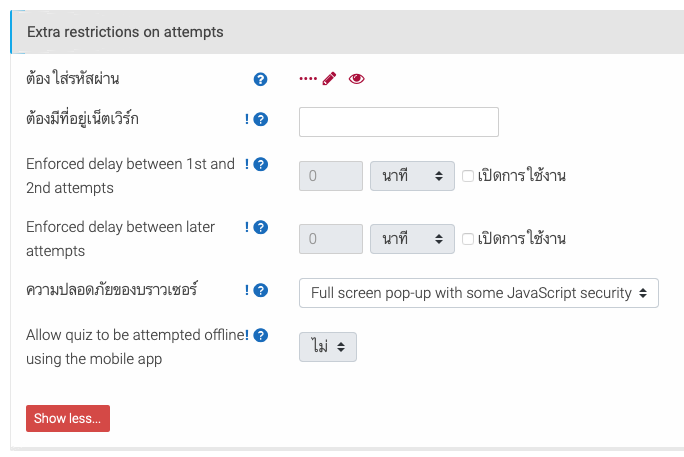 Extra restrictions on attempts
ต้องใส่รหัสผ่าน ? ····
ต้องมีที่อยู่เน็ตเวิร์ก ! ?
Enforced delay between 1st and ! ? 0 นาที เปิดการใช้งาน
2nd attempts
Enforced delay between later ! ? 0 นาที เปิดการใช้งาน
attempts
ความปลอดภัยของบราวเซอร์ ! ? Full screen pop-up with some JavaScript security
Allow quiz to be attempted offline ! ? ไม่
using the mobile app
Show less...